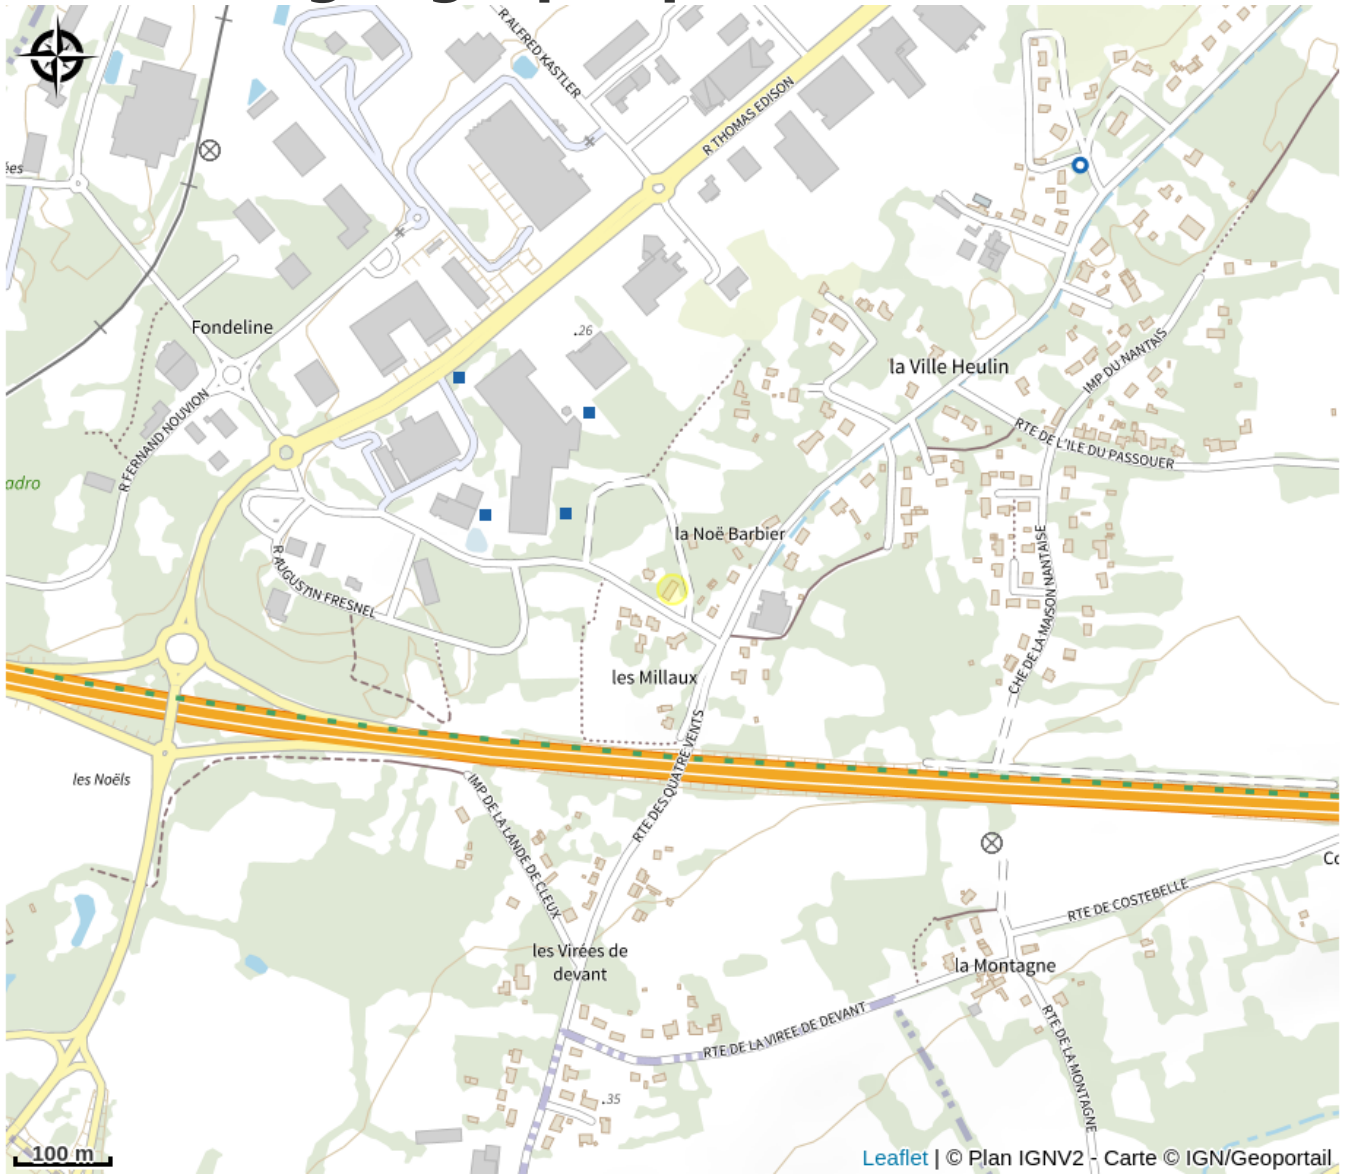 R ALFRED KASTLER
R THOMAS EDISON
ées
Fondeline
.26
la Ville Heulin
IMP DU NANTAIS
R FERNAND NOUVION
RTE DE L'ILE DU PASSOUER
adro
la Noë Barbier
R AUGUSTIN FRESNEL
CHE DE LA MAISON NANTAISE
les Millaux
les Noëls
RTE DES QUATRE VENTS
IMP DE LA LANDE DE CLEUX
Co
RTE DE COSTEBELLE
les Virées de
devant
la Montagne
RTE DE LA VIREE DE DEVANT
RTE DE LA MONTAGNE
.35
100 m
Leaflet | © Plan IGNV2 - Carte © IGN/Geoportail